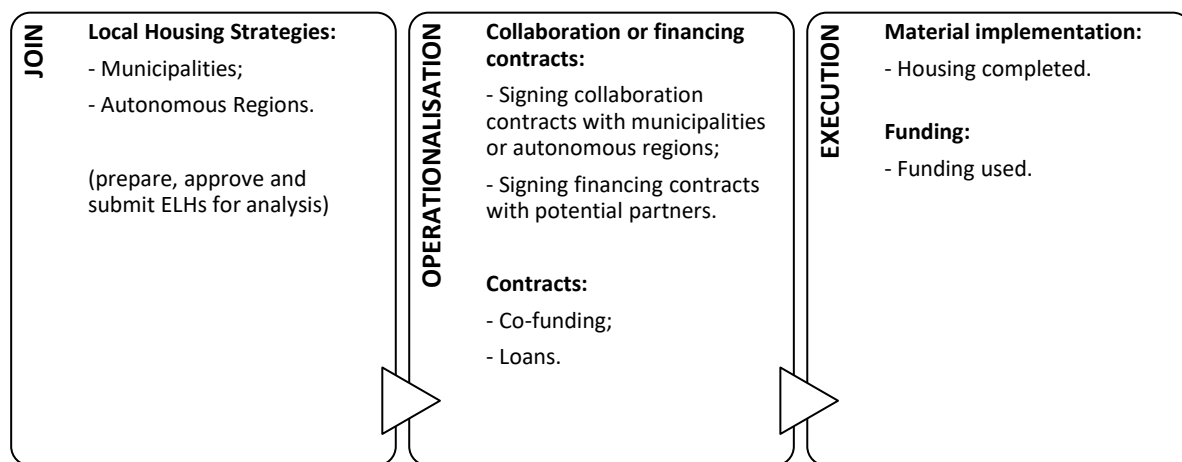 JOIN
Local Housing Strategies:
- Municipalities;
- Autonomous Regions.
(prepare, approve and
submit ELHs for analysis)
OPERATIONALISATION
Collaboration or financing
contracts:
- Signing collaboration
contracts with municipalities
or autonomous regions;
- Signing financing contracts
with potential partners.
Contracts:
- Co-funding;
- Loans.
EXECUTION
Material implementation:
- Housing completed.
Funding:
- Funding used.